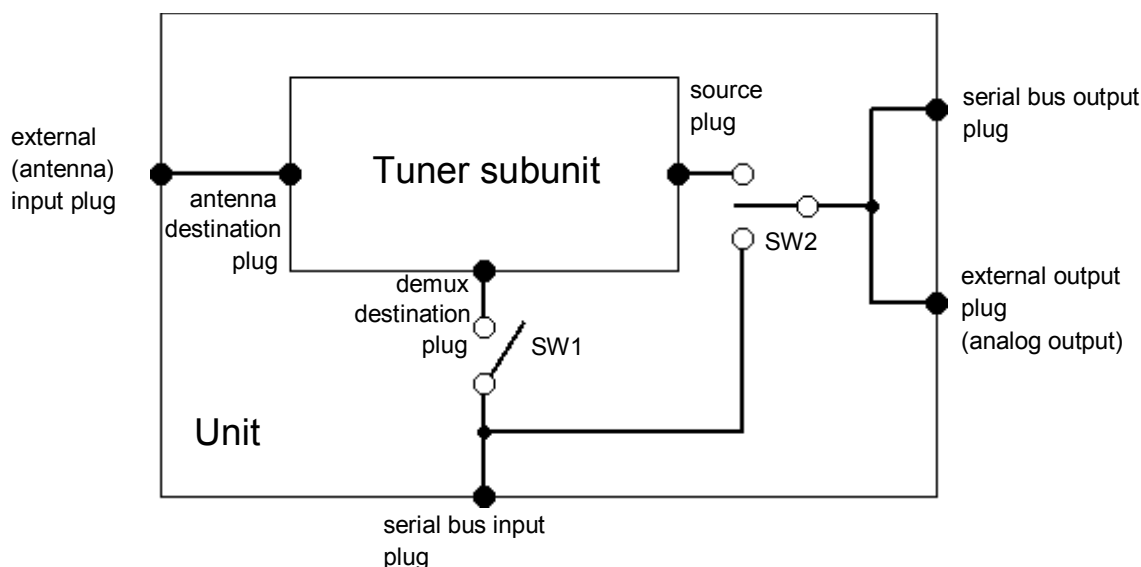 external
(antenna)
input plug
antenna
destination
plug
Tuner subunit
source
plug
serial bus output
plug
SW2
external output
plug
(analog output)
demux
destination
plug
SW1
Unit
serial bus input
plug